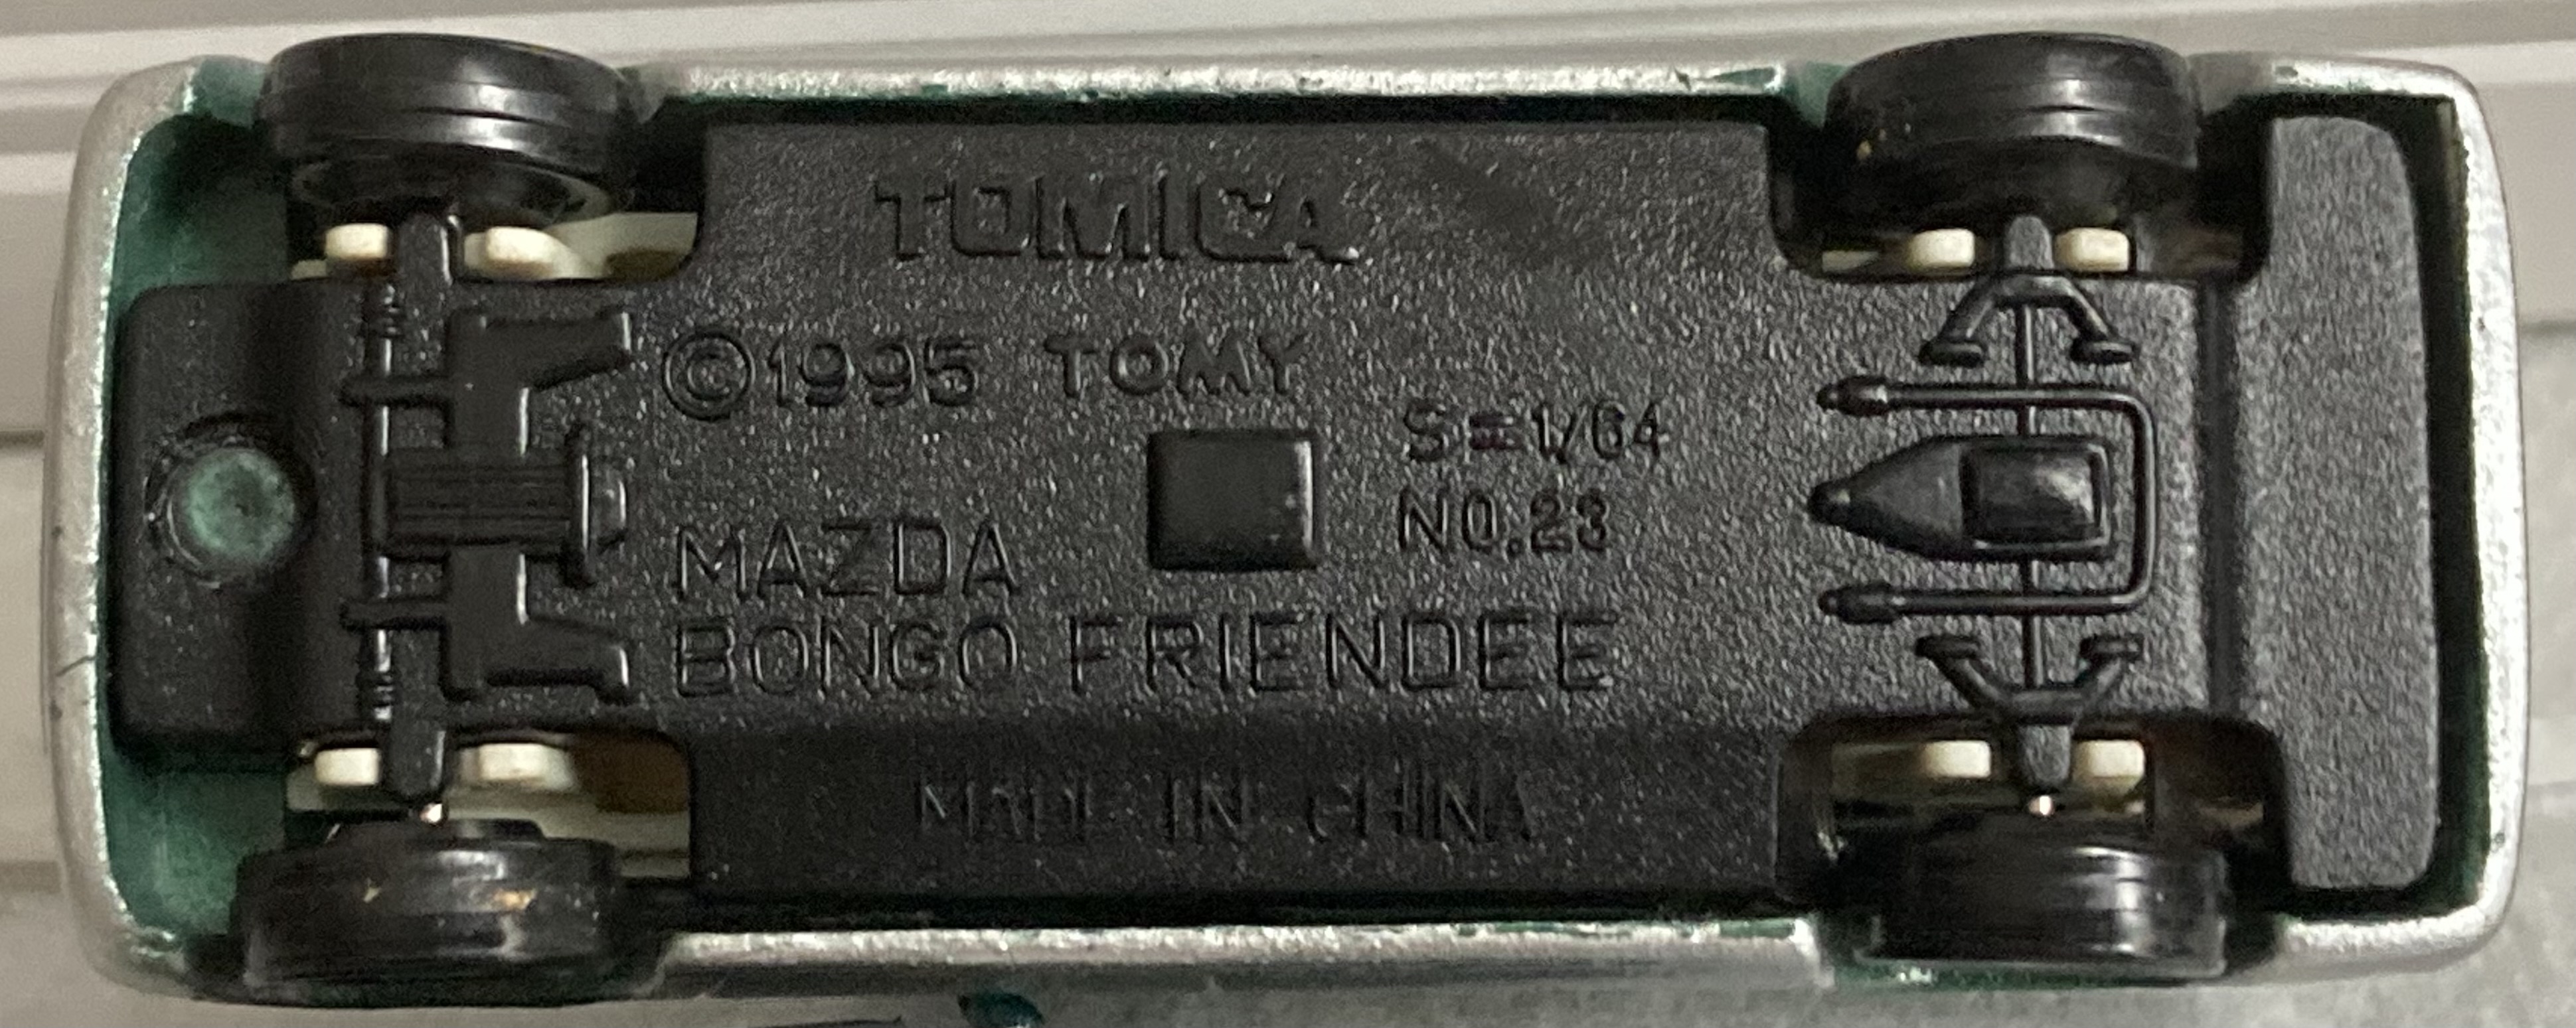 TOMICA
©1995 TOMY
S=1/64
NO.23
MAZDA
BONGO FRIENDEE
MADE IN CHINA